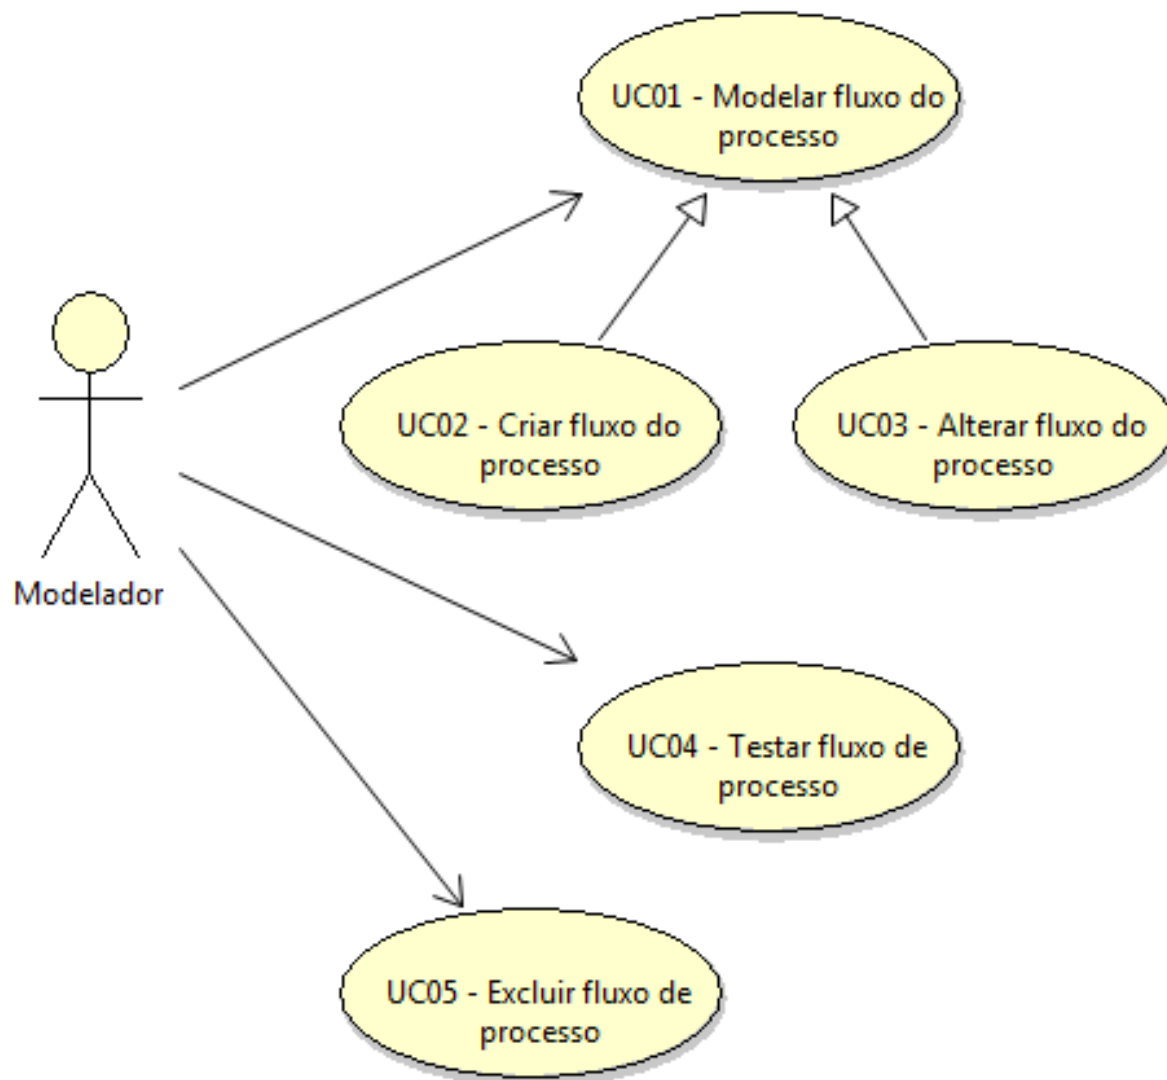 UC01 - Modelar fluxo do
processo
UC02 - Criar fluxo do
processo
UC03 - Alterar fluxo do
processo
Modelador
UC04 - Testar fluxo de
processo
UC05 - Excluir fluxo de
processo